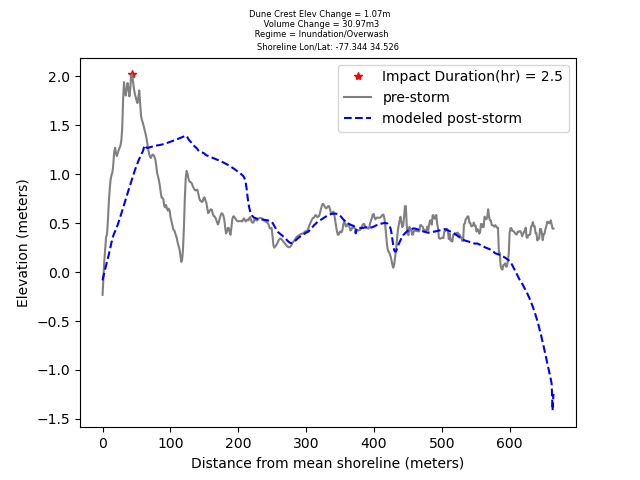 Dune Crest Elev Change = 1.07m
Volume Change = 30.97m3
Regime = Inundation/Overwash
Shoreline Lon/Lat: -77.344 34.526
Impact Duration(hr) = 2.5
pre-storm
modeled post-storm
Elevation (meters)
2.0
1.5
1.0
0.5
0.0
−0.5
−1.0
−1.5
0 100 200 300 400 500 600
Distance from mean shoreline (meters)